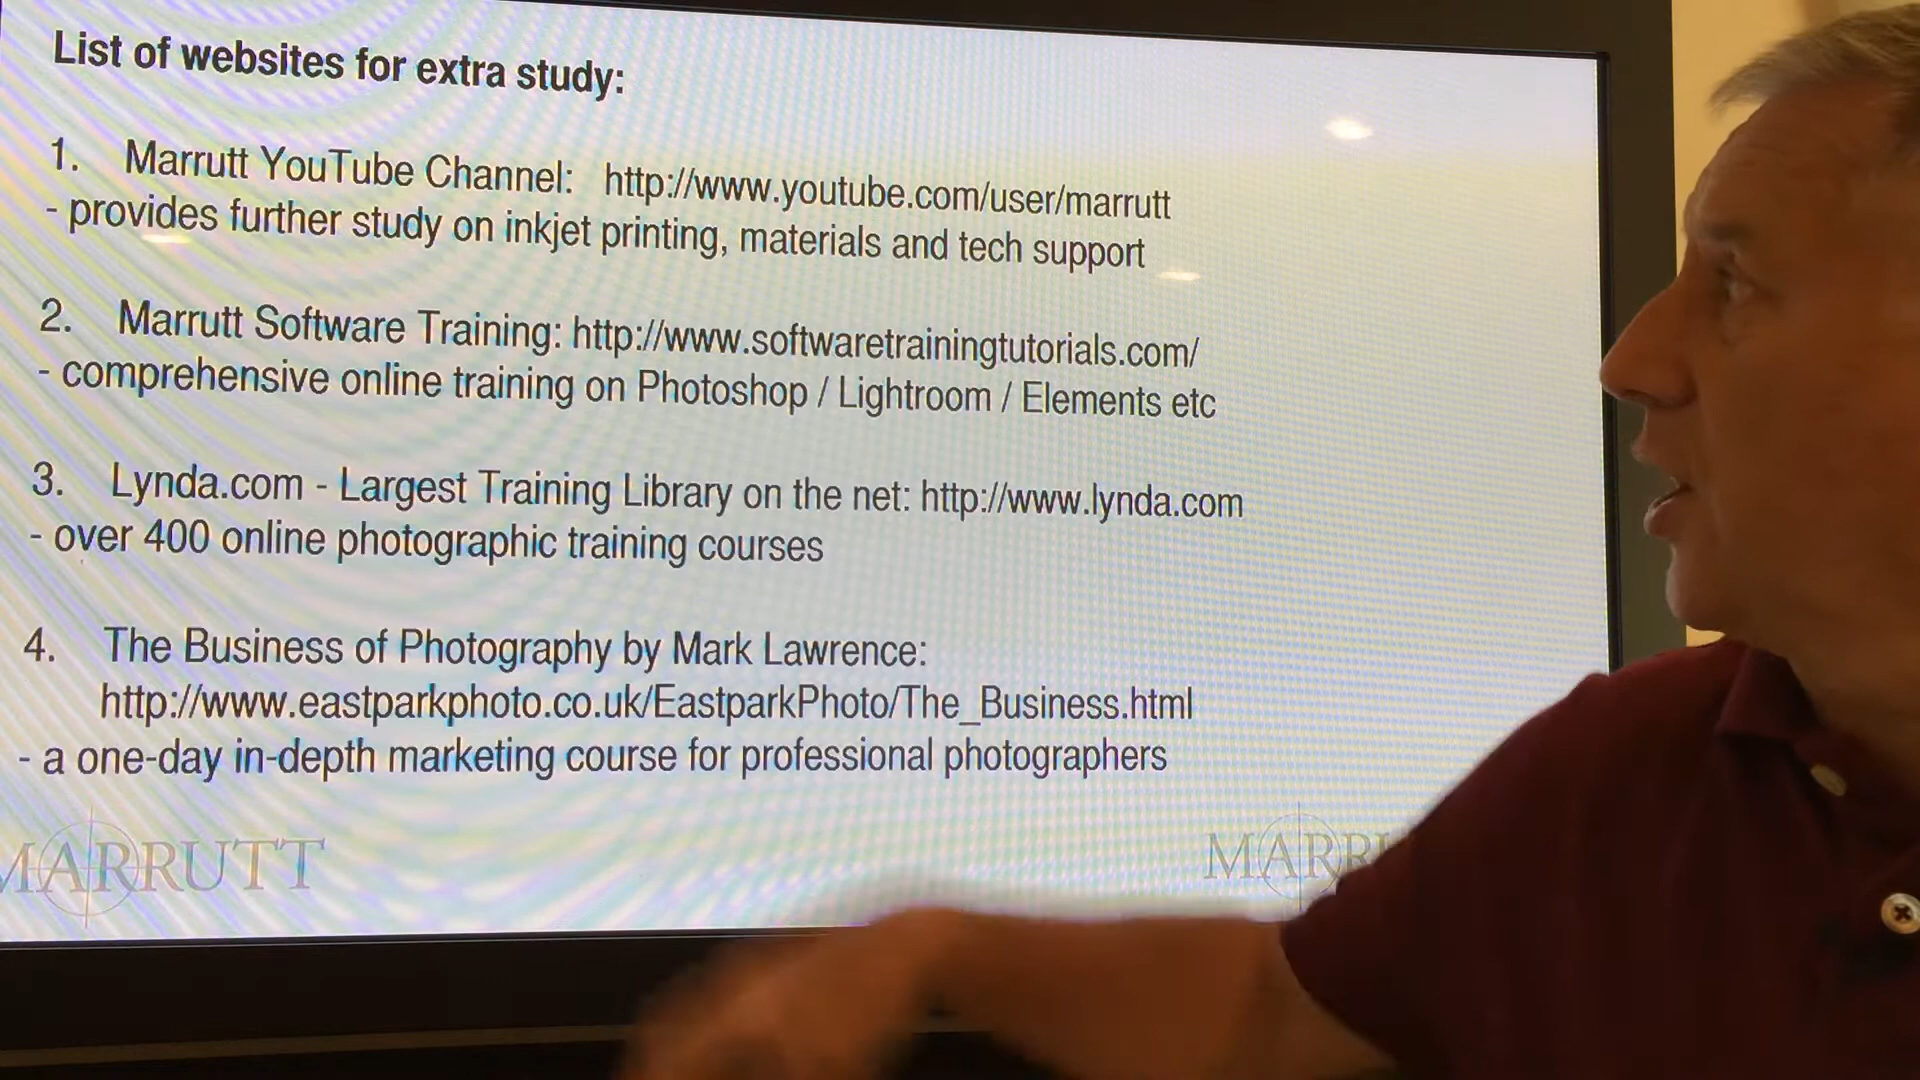 List of websites for extra study:
1. Marrutt YouTube Channel: http://www.youtube.com/user/marrutt
- provides further study on inkjet printing, materials and tech support
2. Marrutt Software Training: http://www.softwaretrainingtutorials.com/
- comprehensive online training on Photoshop / Lightroom / Elements etc
3. Lynda.com - Largest Training Library on the net: http://www.lynda.com
- over 400 online photographic training courses
4. The Business of Photography by Mark Lawrence:
http://www.eastparkphoto.co.uk/EastparkPhoto/The_Business.html
- a one-day in-depth marketing course for professional photographers
MARRUTT